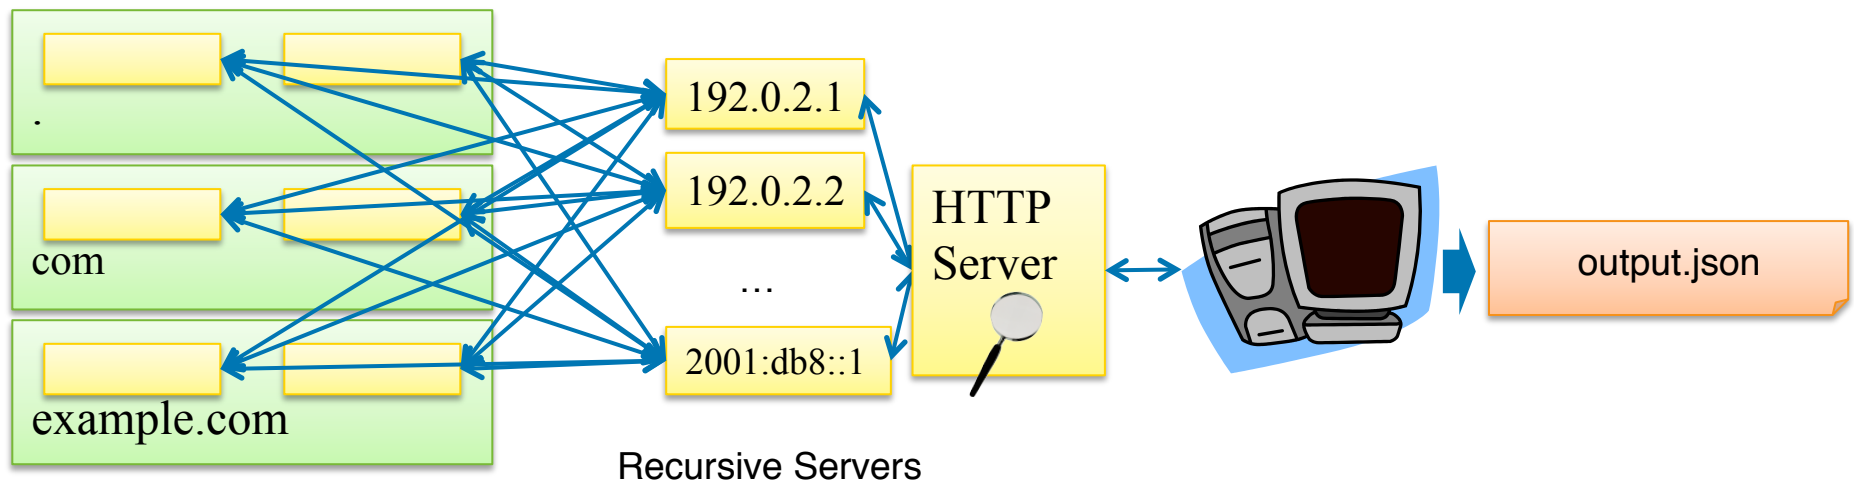 .
com
example.com
192.0.2.1
192.0.2.2
...
2001:db8::1
Recursive Servers
HTTP
Server
output.json